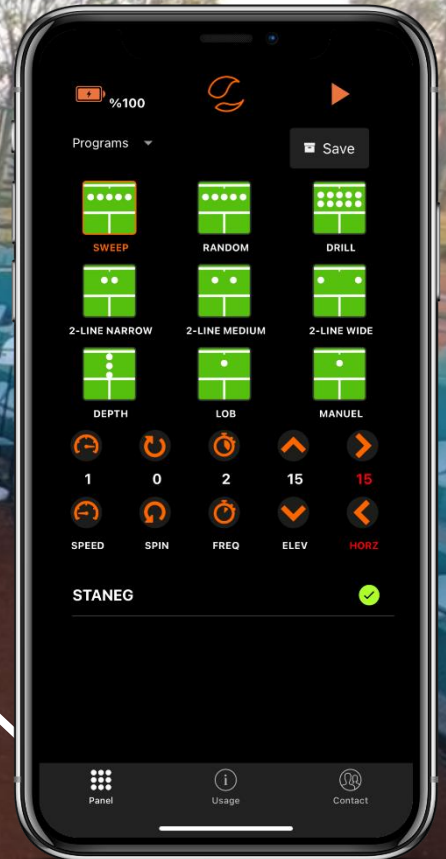 %100
Programs
Save
SWEEP RANDOM DRILL
2-LINE NARROW 2-LINE MEDIUM 2-LINE WIDE
DEPTH LOB MANUEL
1 0 2 15 15
SPEED SPIN FREQ ELEV HORZ
STANEG
Panel Usage Contact